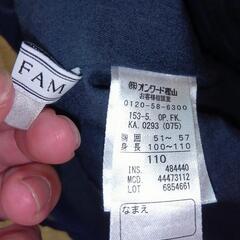 FAM
㈱オンワード樫山
お客様相談室
0120-58-6300
153-5. OP.FK.
KA.0293 (075)
胸囲 51~ 57
身長 100~110
110
INS. 484440
MCD 44473112
LOT 6854661
なまえ